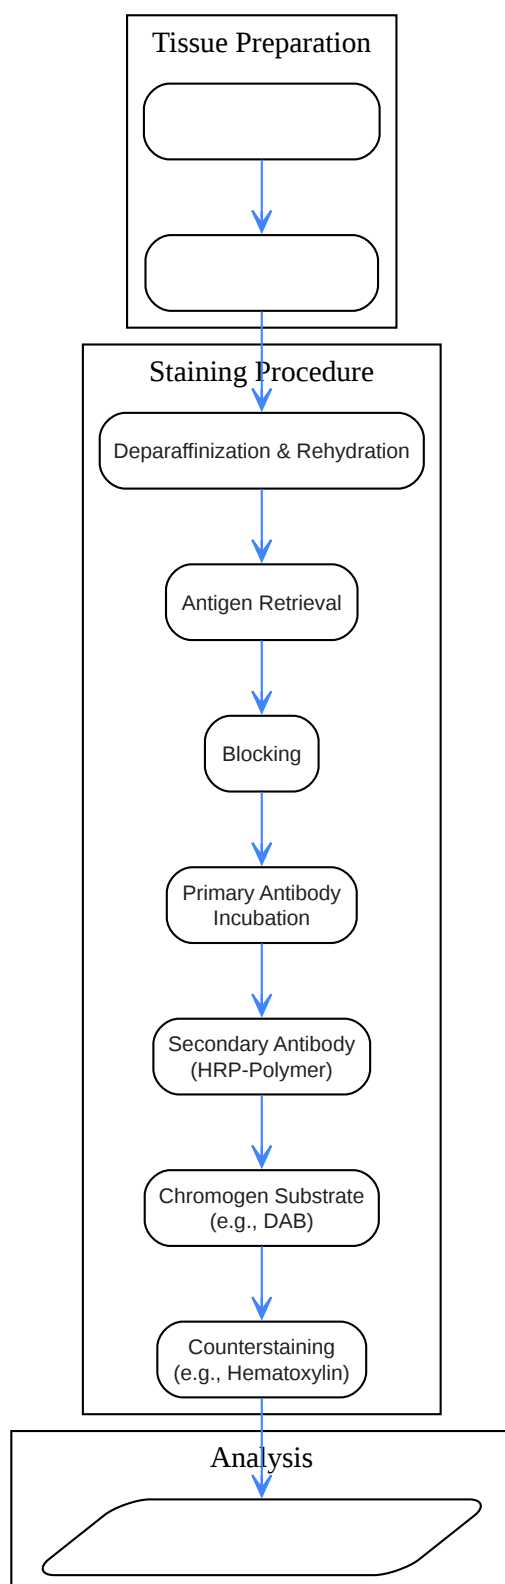 Tissue Preparation
Staining Procedure
Deparaffinization & Rehydration
Antigen Retrieval
Blocking
Primary Antibody
Incubation
Secondary Antibody
(HRP-Polymer)
Chromogen Substrate
(e.g., DAB)
Counterstaining
(e.g., Hematoxylin)
Analysis